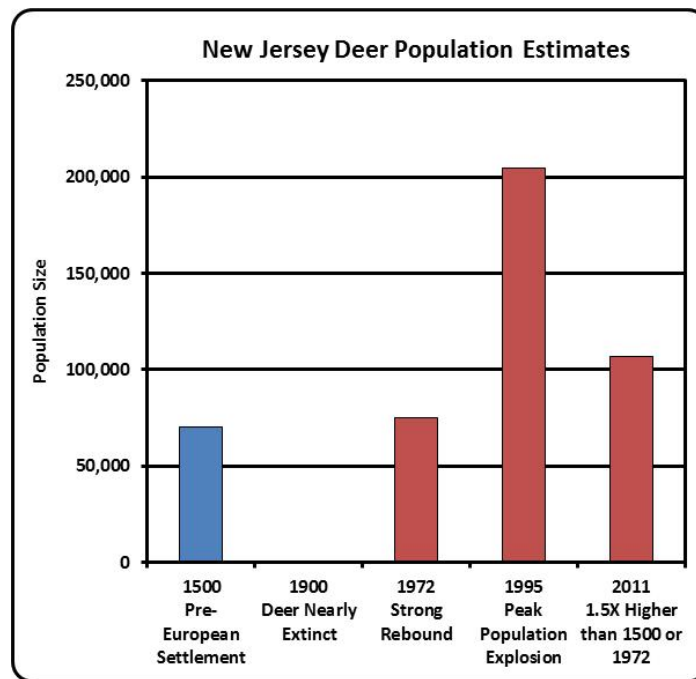 New Jersey Deer Population Estimates
250,000
200,000
150,000
100,000
50,000
0
Population Size
1500
Pre-
European
Settlement
1900
Deer Nearly
Extinct
1972
Strong
Rebound
1995
Peak
Population
Explosion
2011
1.5X Higher
than 1500 or
1972